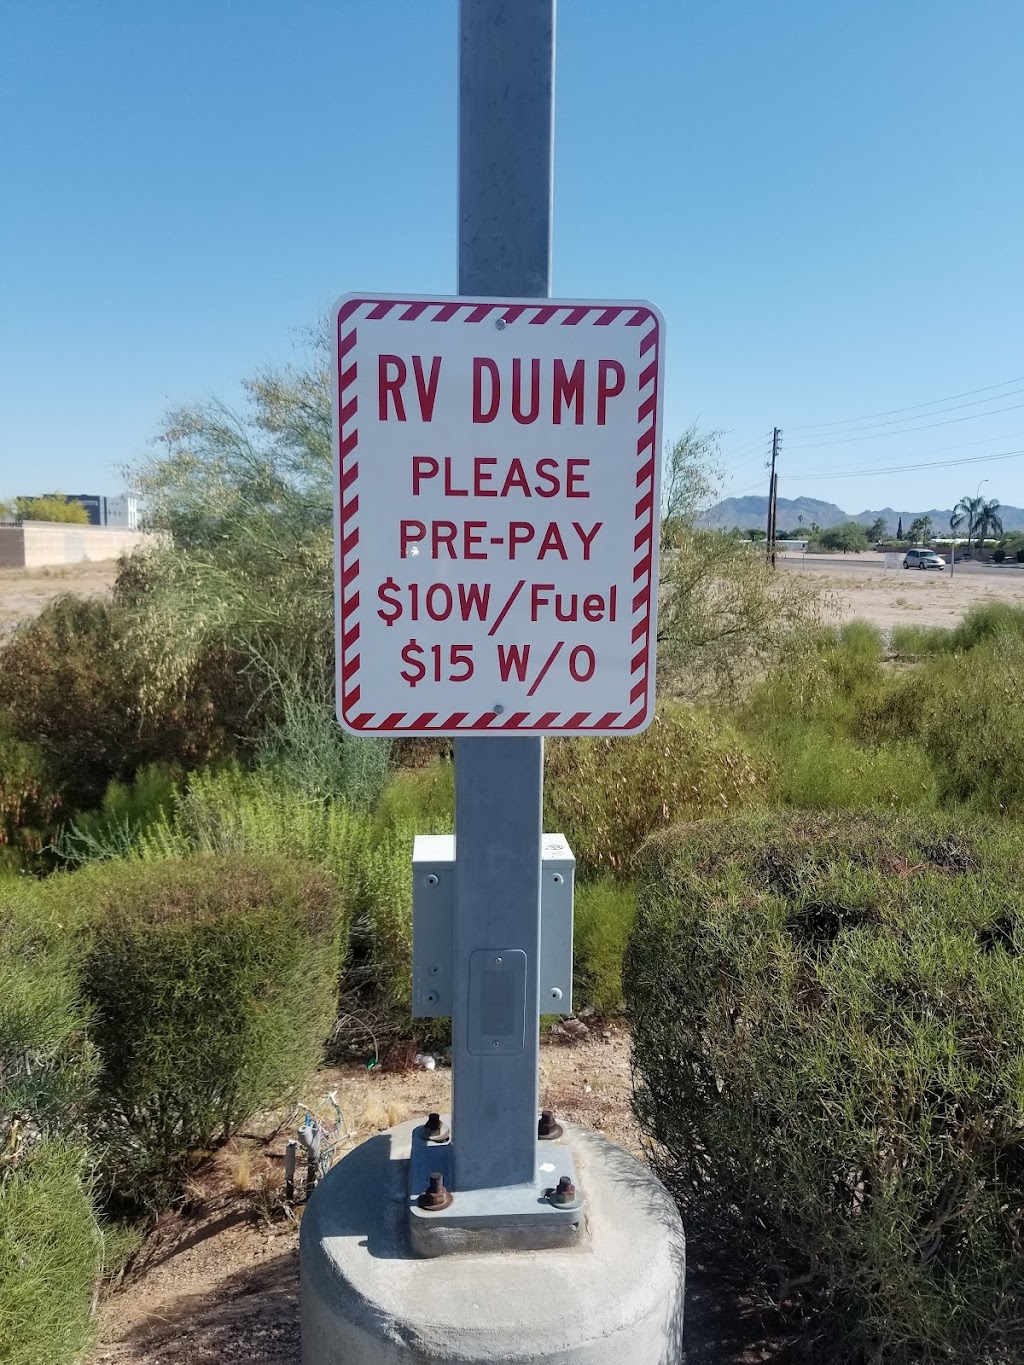 RV DUMP
PLEASE
PRE-PAY
$10W/Fuel
$15 W/O